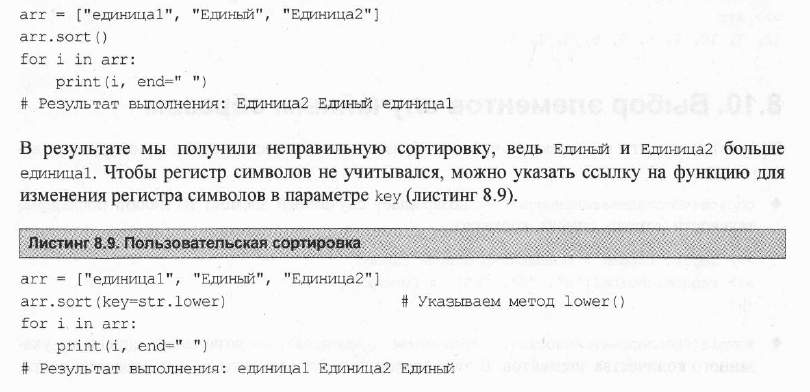 arr = ["единица1", "Единый", "Единица2"]
arr.sort()
for i in arr:
    print(i, end=" ")
# Результат выполнения: Единица2 Единый единица1
В результате мы получили неправильную сортировку, ведь Единый и Единица2 больше
единица1. Чтобы регистр символов не учитывался, можно указать ссылку на функцию для
изменения регистра символов в параметре key (листинг 8.9).
Листинг 8.9. Пользовательская сортировка
arr = ["единица1", "Единый", "Единица2"]
arr.sort(key=str.lower) # Указываем метод lower()
for i in arr:
    print(i, end=" ")
# Результат выполнения: единица1 Единица2 Единый